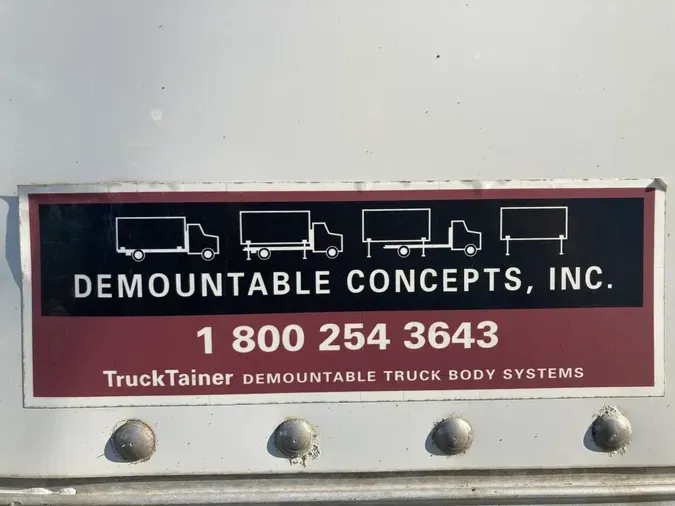 DEMOUNTABLE CONCEPTS, INC.
1 800 254 3643
TruckTainer DEMOUNTABLE TRUCK BODY SYSTEMS